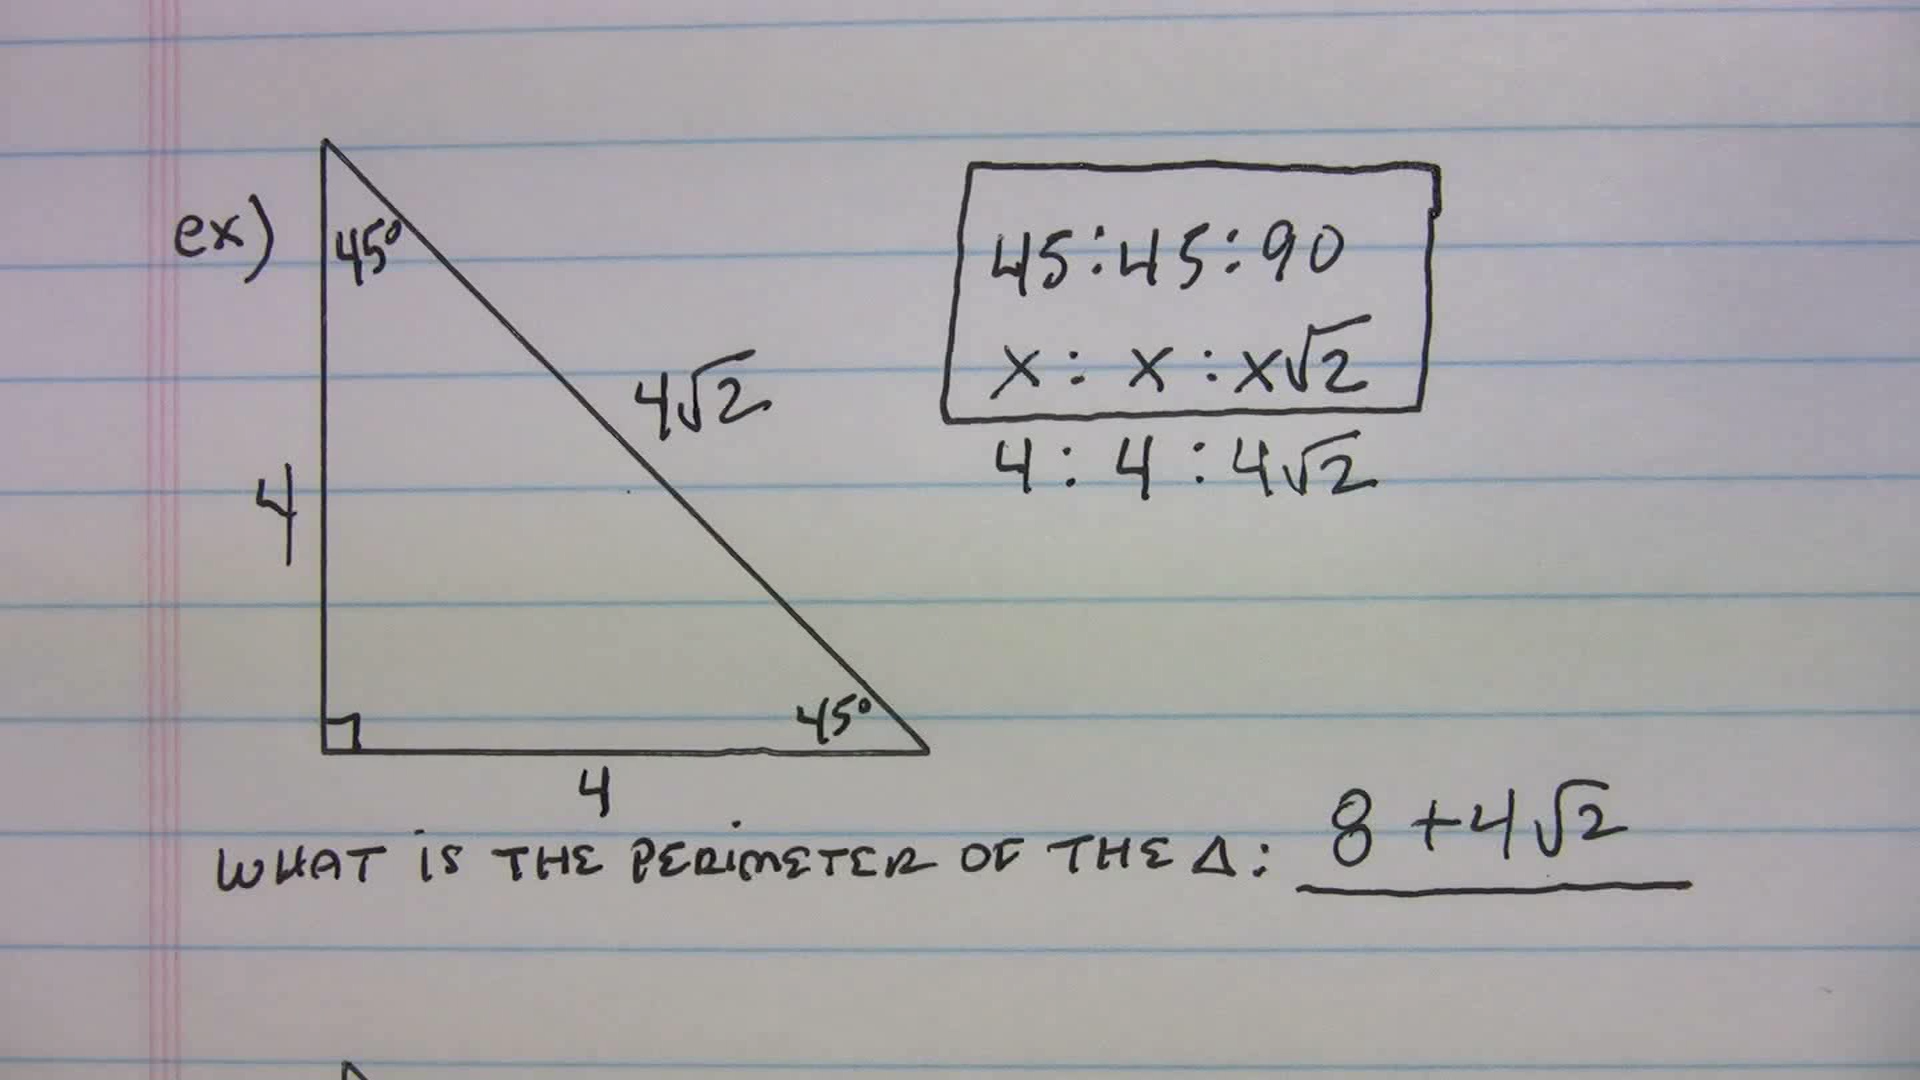 ex)
45°
45:45:90
x : x : x√2
4√2
4 : 4 : 4√2
4
45°
4
WHAT IS THE PERIMETER OF THE Δ: 8 + 4√2